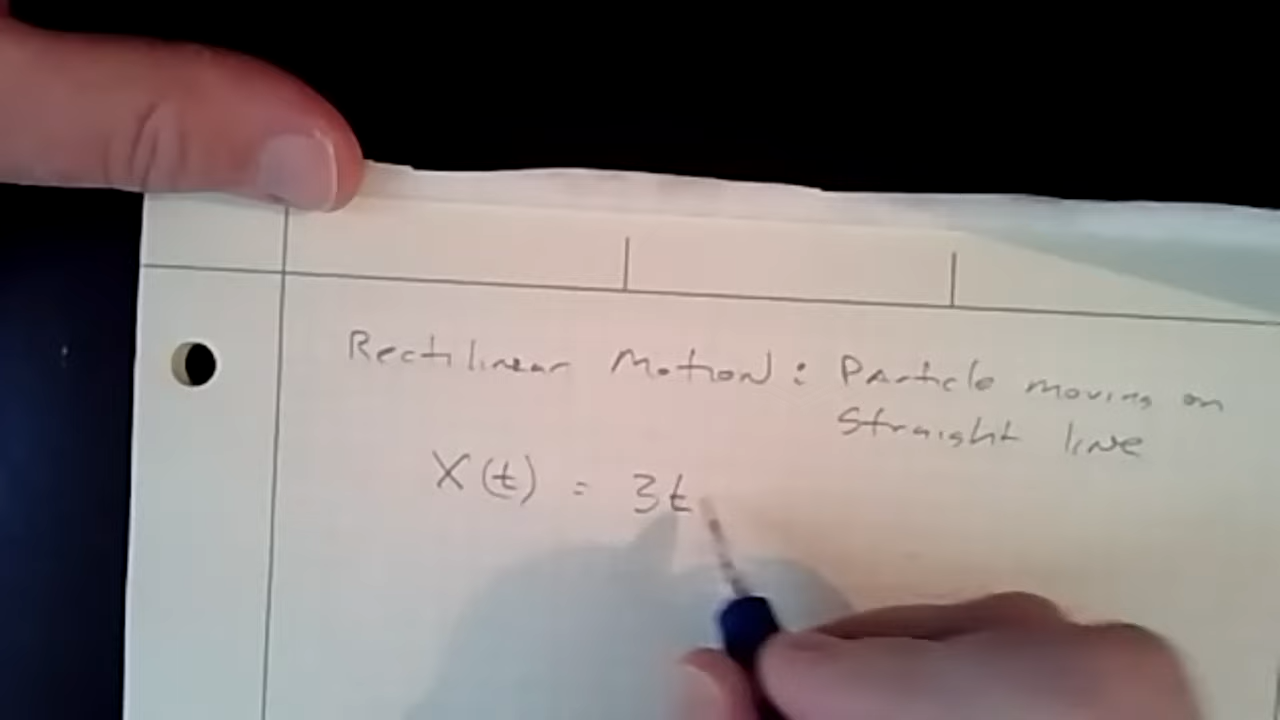 Rectilinear Motion: Particle moving on
straight line
X(t) = 3t